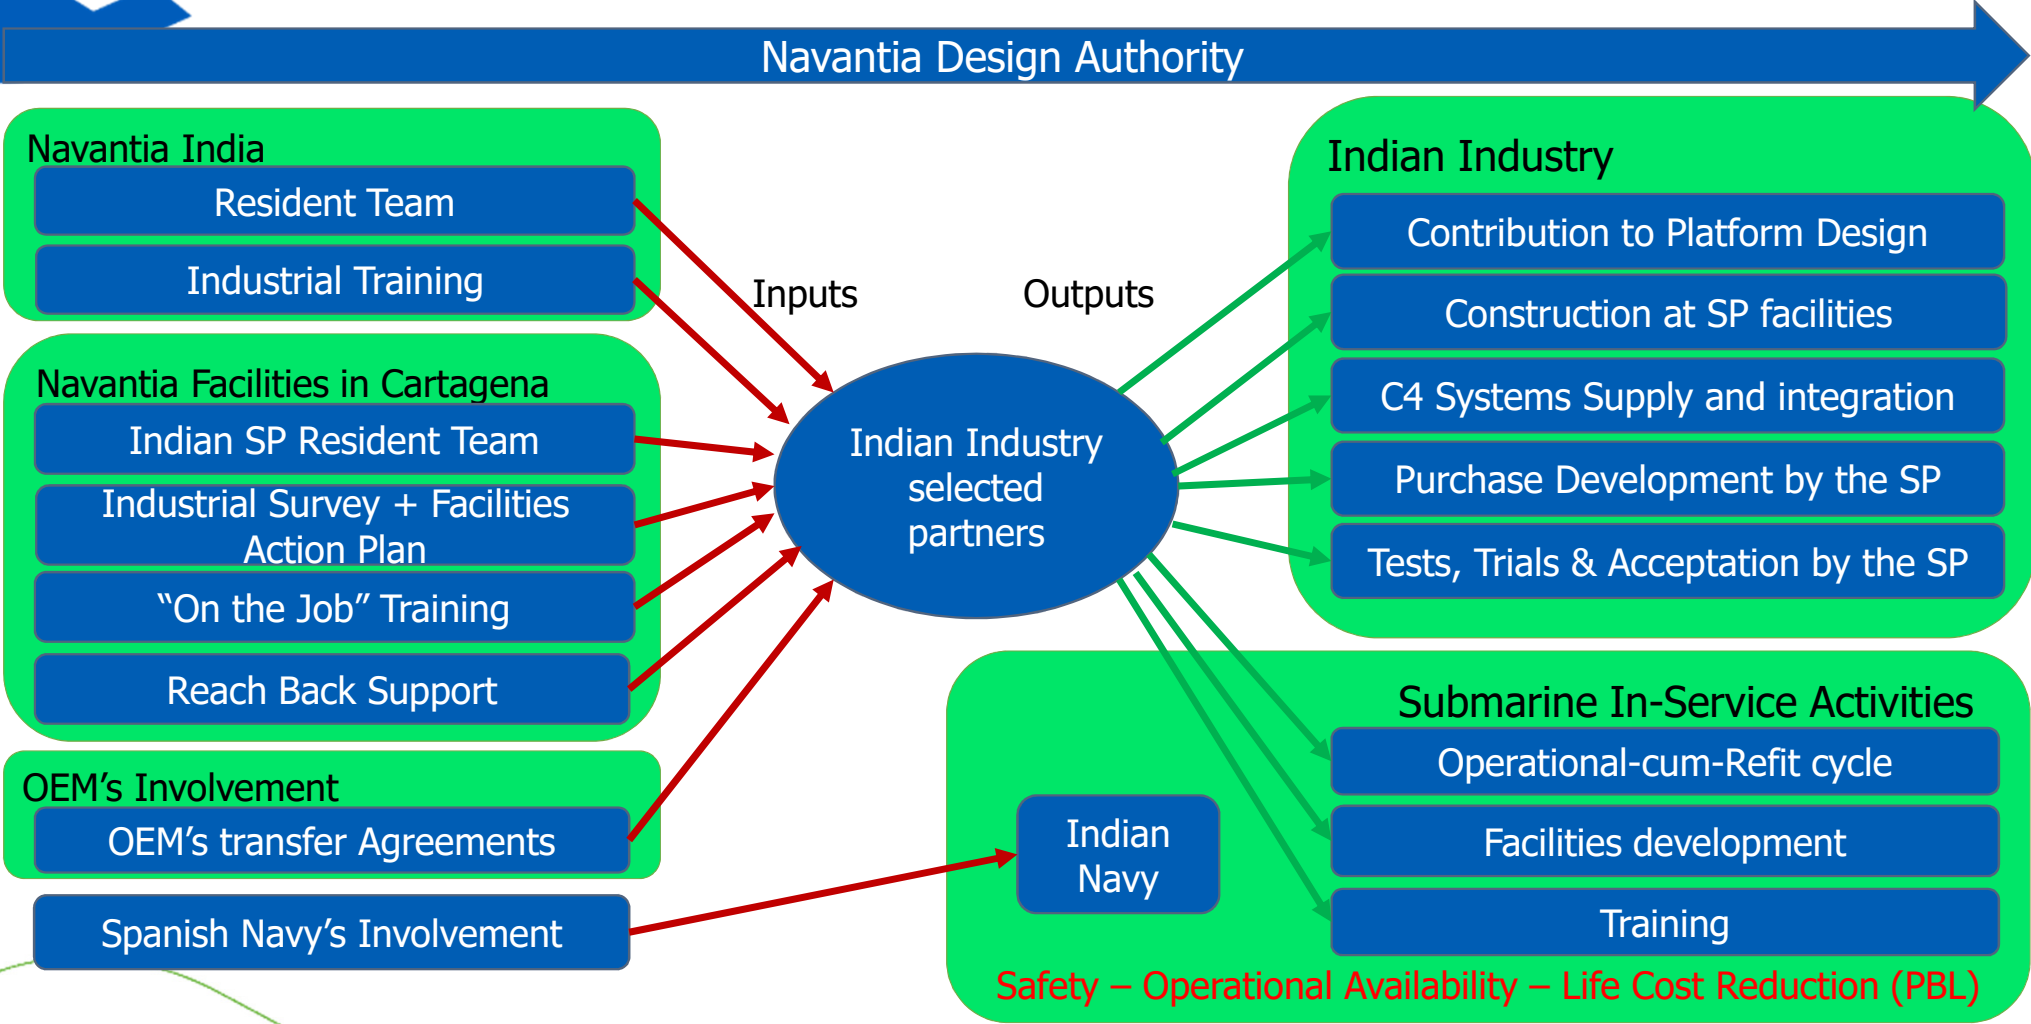 Navantia Design Authority
Navantia India
Resident Team
Industrial Training
Navantia Facilities in Cartagena
Indian SP Resident Team
Industrial Survey + Facilities
Action Plan
“On the Job” Training
Reach Back Support
OEM’s Involvement
OEM’s transfer Agreements
Spanish Navy’s Involvement
Inputs
Outputs
Indian Industry
selected
partners
Indian Industry
Contribution to Platform Design
Construction at SP facilities
C4 Systems Supply and integration
Purchase Development by the SP
Tests, Trials & Acceptation by the SP
Submarine In-Service Activities
Indian
Navy
Operational-cum-Refit cycle
Facilities development
Training
Safety – Operational Availability – Life Cost Reduction (PBL)